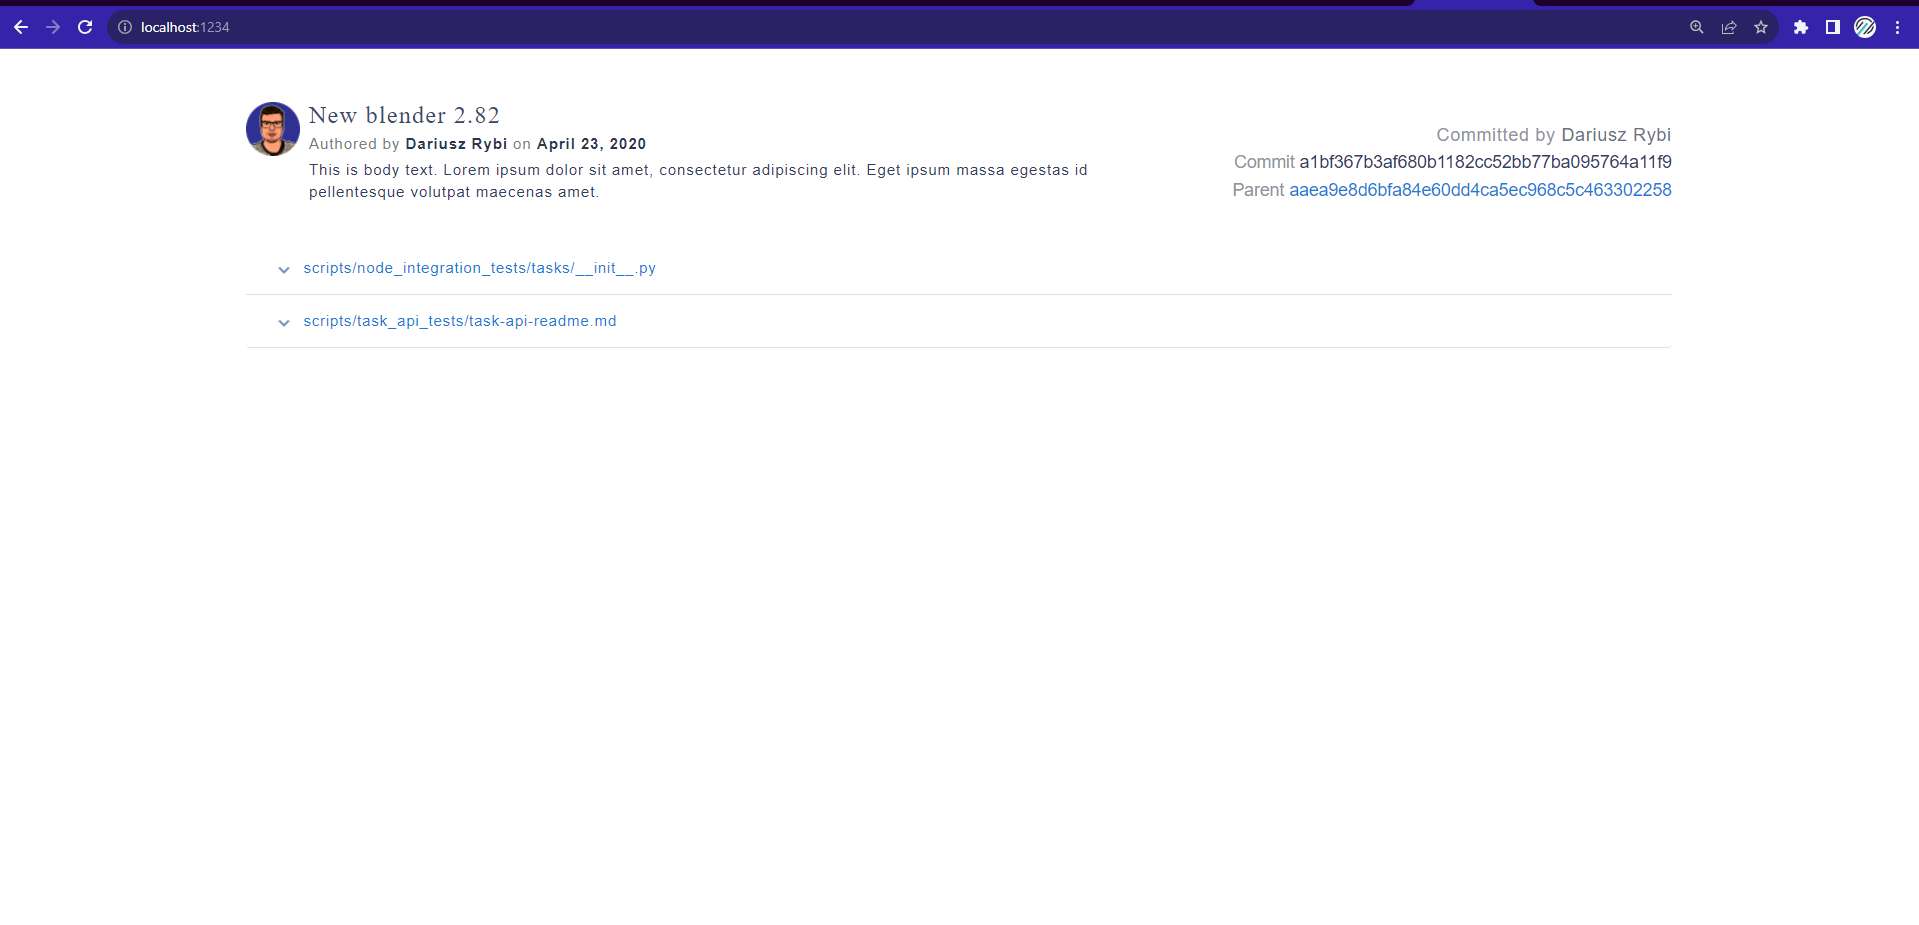 localhost:1234
New blender 2.82
Authored by Dariusz Rybi on April 23, 2020
This is body text. Lorem ipsum dolor sit amet, consectetur adipiscing elit. Eget ipsum massa egestas id
pellentesque volutpat maecenas amet.
Committed by Dariusz Rybi
Commit a1bf367b3af680b1182cc52bb77ba095764a11f9
Parent aaea9e8d6bfa84e60dd4ca5ec968c5c463302258
scripts/node_integration_tests/tasks/__init__.py
scripts/task_api_tests/task-api-readme.md